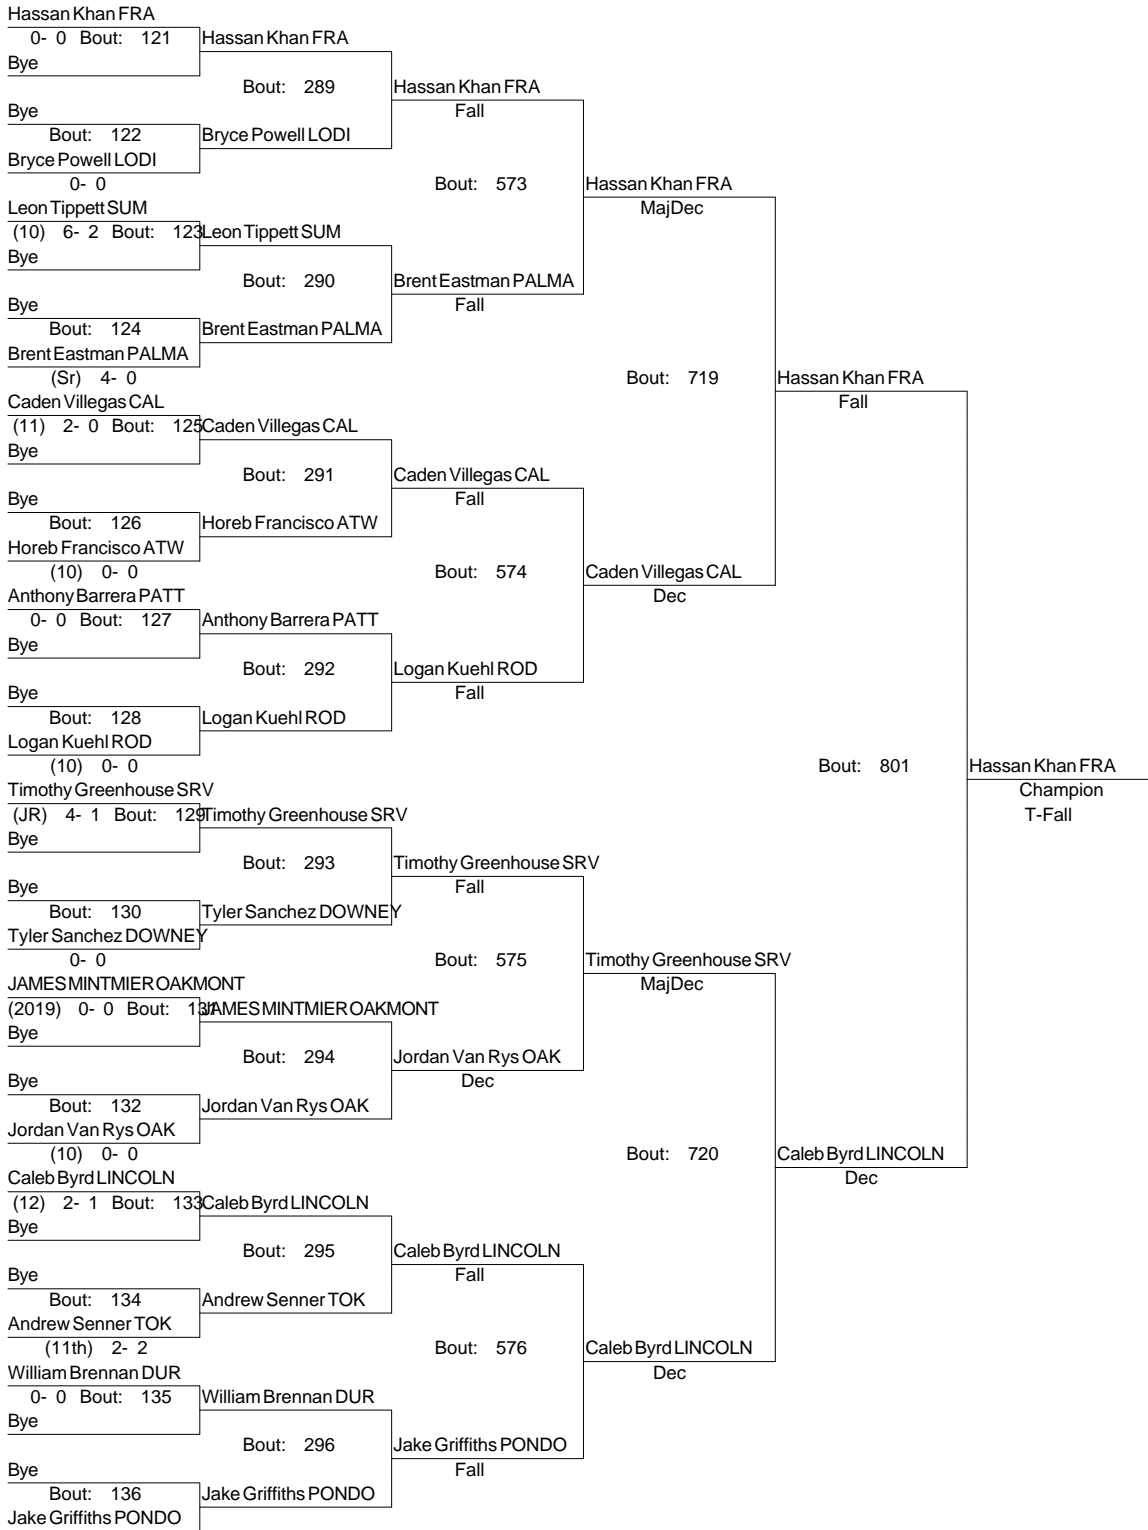 Hassan Khan FRA
0- 0 Bout: 121 Hassan Khan FRA
Bye
Bout: 289 Hassan Khan FRA
Bye Fall
Bout: 122 Bryce Powell LODI
Bryce Powell LODI
0- 0 Bout: 573 Hassan Khan FRA
Leon Tippett SUM MajDec
(10) 6- 2 Bout: 123 Leon Tippett SUM
Bye
Bout: 290 Brent Eastman PALMA
Bye Fall
Bout: 124 Brent Eastman PALMA
Brent Eastman PALMA
(Sr) 4- 0 Bout: 719 Hassan Khan FRA
Caden Villegas CAL Fall
(11) 2- 0 Bout: 125 Caden Villegas CAL
Bye
Bout: 291 Caden Villegas CAL
Bye Fall
Bout: 126 Horeb Francisco ATW
Horeb Francisco ATW
(10) 0- 0 Bout: 574 Caden Villegas CAL
Anthony Barrera PATT Dec
0- 0 Bout: 127 Anthony Barrera PATT
Bye
Bout: 292 Logan Kuehl ROD
Bye Fall
Bout: 128 Logan Kuehl ROD
Logan Kuehl ROD
(10) 0- 0 Bout: 801 Hassan Khan FRA
Timothy Greenhouse SRV Champion
(JR) 4- 1 Bout: 129 Timothy Greenhouse SRV T-Fall
Bye
Bout: 293 Timothy Greenhouse SRV
Bye Fall
Bout: 130 Tyler Sanchez DOWNEY
Tyler Sanchez DOWNEY
0- 0 Bout: 575 Timothy Greenhouse SRV
JAMES MINTMIER OAKMONT MajDec
(2019) 0- 0 Bout: 131 JAMES MINTMIER OAKMONT
Bye
Bout: 294 Jordan Van Rys OAK
Bye Dec
Bout: 132 Jordan Van Rys OAK
Jordan Van Rys OAK
(10) 0- 0 Bout: 720 Caleb Byrd LINCOLN
Caleb Byrd LINCOLN Dec
(12) 2- 1 Bout: 133 Caleb Byrd LINCOLN
Bye
Bout: 295 Caleb Byrd LINCOLN
Bye Fall
Bout: 134 Andrew Senner TOK
Andrew Senner TOK
(11th) 2- 2 Bout: 576 Caleb Byrd LINCOLN
William Brennan DUR Dec
0- 0 Bout: 135 William Brennan DUR
Bye
Bout: 296 Jake Griffiths PONDO
Bye Fall
Bout: 136 Jake Griffiths PONDO
Jake Griffiths PONDO